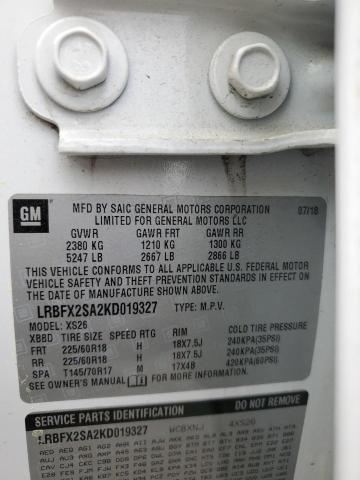 GM
MFD BY SAIC GENERAL MOTORS CORPORATION 07/18
LIMITED FOR GENERAL MOTORS LLC
GVWR GAWR FRT GAWR RR
2380 KG 1210 KG 1300 KG
5247 LB 2667 LB 2866 LB
THIS VEHICLE CONFORMS TO ALL APPLICABLE U.S. FEDERAL MOTOR
VEHICLE SAFETY, BUMPER, AND THEFT PREVENTION STANDARDS IN
EFFECT ON THE DATE OF MANUFACTURE SHOWN ABOVE.
LRBFX2SA2KD019327 TYPE: M.P.V.
MODEL: XS26
XBBD TIRE SIZE SPEED RTG RIM COLD TIRE PRESSURE
FRT 225/60R18 H 18X7.5J 240KPA(35PSI)
RR 225/60R18 H 18X7.5J 240KPA(35PSI)
SPA T145/70R17 M 17X4B 420KPA(60PSI)
SEE OWNER'S MANUAL FOR ADDITIONAL INFORMATION.
SERVICE PARTS IDENTIFICATION
LRBFX2SA2KD019327 WCBXNJ 4XS26